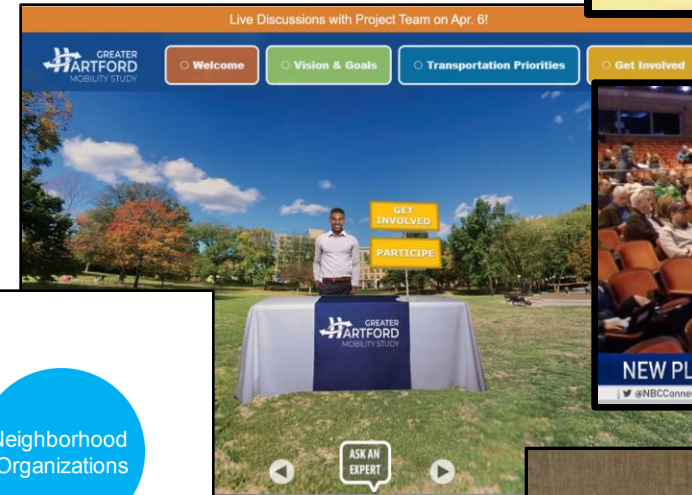 Live Discussions with Project Team on Apr. 6!
GREATER
HARTFORD
MOBILITY STUDY
Welcome
Vision & Goals
Transportation Priorities
Get Involved
GET
INVOLVED
PARTICIPE
GREATER
HARTFORD
MOBILITY STUDY
NEW PL
@NBCConne
Neighborhood
Organizations
ASK AN
EXPERT